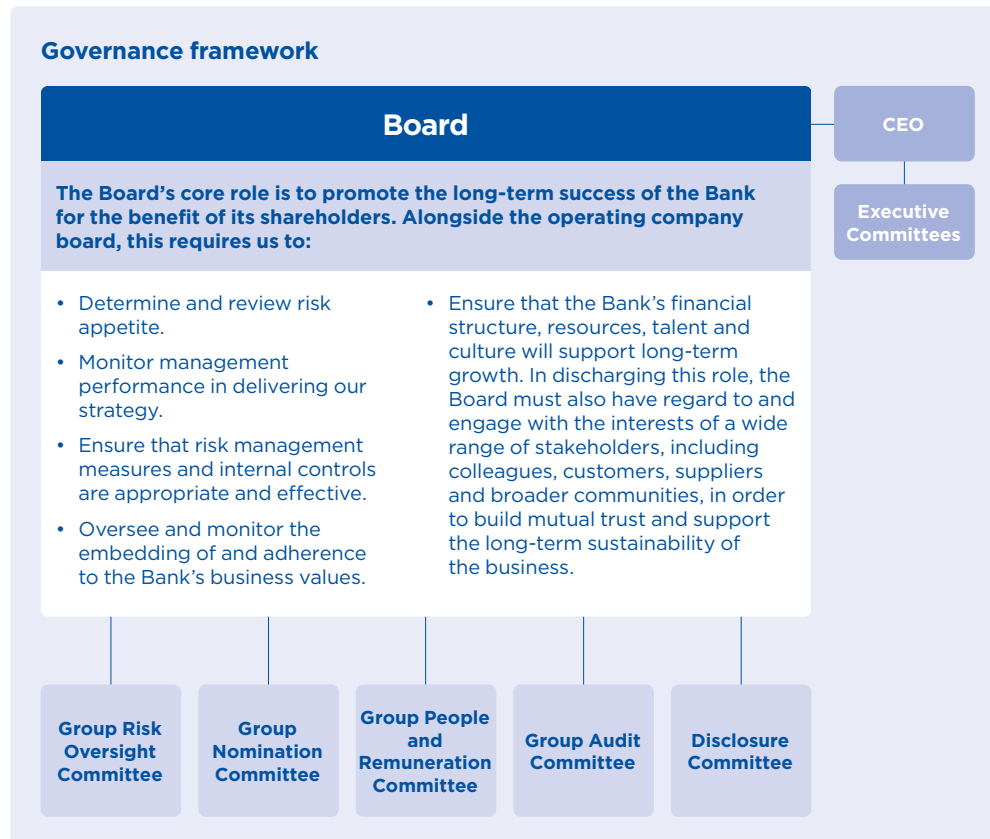 Governance framework
Board
CEO
Executive
Committees
The Board’s core role is to promote the long-term success of the Bank
for the benefit of its shareholders. Alongside the operating company
board, this requires us to:
• Determine and review risk
appetite.
• Monitor management
performance in delivering our
strategy.
• Ensure that risk management
measures and internal controls
are appropriate and effective.
• Oversee and monitor the
embedding of and adherence
to the Bank’s business values.
• Ensure that the Bank’s financial
structure, resources, talent and
culture will support long-term
growth. In discharging this role, the
Board must also have regard to and
engage with the interests of a wide
range of stakeholders, including
colleagues, customers, suppliers
and broader communities, in order
to build mutual trust and support
the long-term sustainability of
the business.
Group Risk
Oversight
Committee
Group
Nomination
Committee
Group People
and
Remuneration
Committee
Group Audit
Committee
Disclosure
Committee